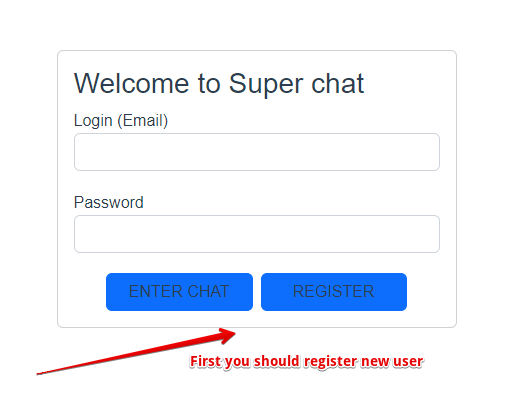 Welcome to Super chat
Login (Email)
Password
ENTER CHAT
REGISTER
First you should register new user